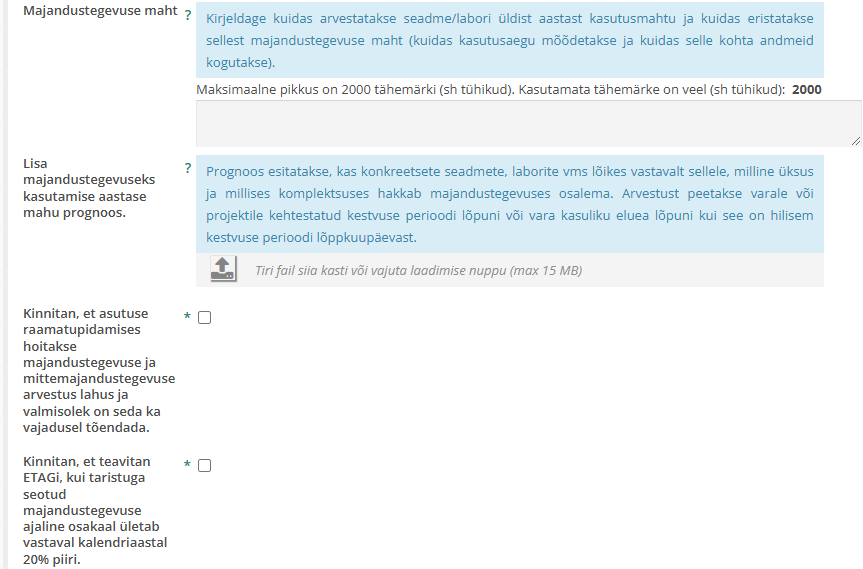 Majandustegevuse maht ?
Kirjeldage kuidas arvestatakse seadme/labori üldist aastast kasutusmahtu ja kuidas eristatakse
sellest majandustegevuse maht (kuidas kasutusaegu mõõdetakse ja kuidas selle kohta andmeid
kogutakse).
Maksimaalne pikkus on 2000 tähemärki (sh tühikud). Kasutamata tähemärke on veel (sh tühikud): 2000
Lisa
majandustegevuseks
kasutamise aastase
mahu prognoos.
?
Prognoos esitatakse, kas konkreetsete seadmete, laborite vms lõikes vastavalt sellele, milline üksus
ja millises komplektsuses hakkab majandustegevuses osalema. Arvestust peetakse varale või
projektile kehtestatud kestvuse perioodi lõpuni või vara kasuliku eluea lõpuni kui see on hilisem
kestvuse perioodi lõppkuupäevast.
Tiri fail siia kasti või vajuta laadimise nuppu (max 15 MB)
Kinnitan, et asutuse *
raamatupidamises
hoitakse
majandustegevuse ja
mittemajandustegevuse
arvestus lahus ja
valmisolek on seda ka
vajadusel tõendada.
Kinnitan, et teavitan *
ETAGi, kui taristuga
seotud
majandustegevuse
ajaline osakaal ületab
vastaval kalendriaastal
20% piiri.